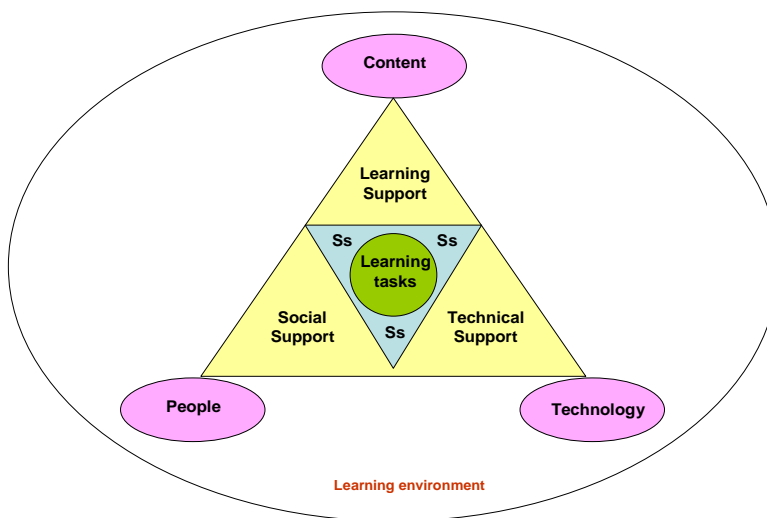 Content
Learning
Support
Ss
Ss
Learning
tasks
Social
Support
Ss
Technical
Support
People
Technology
Learning environment